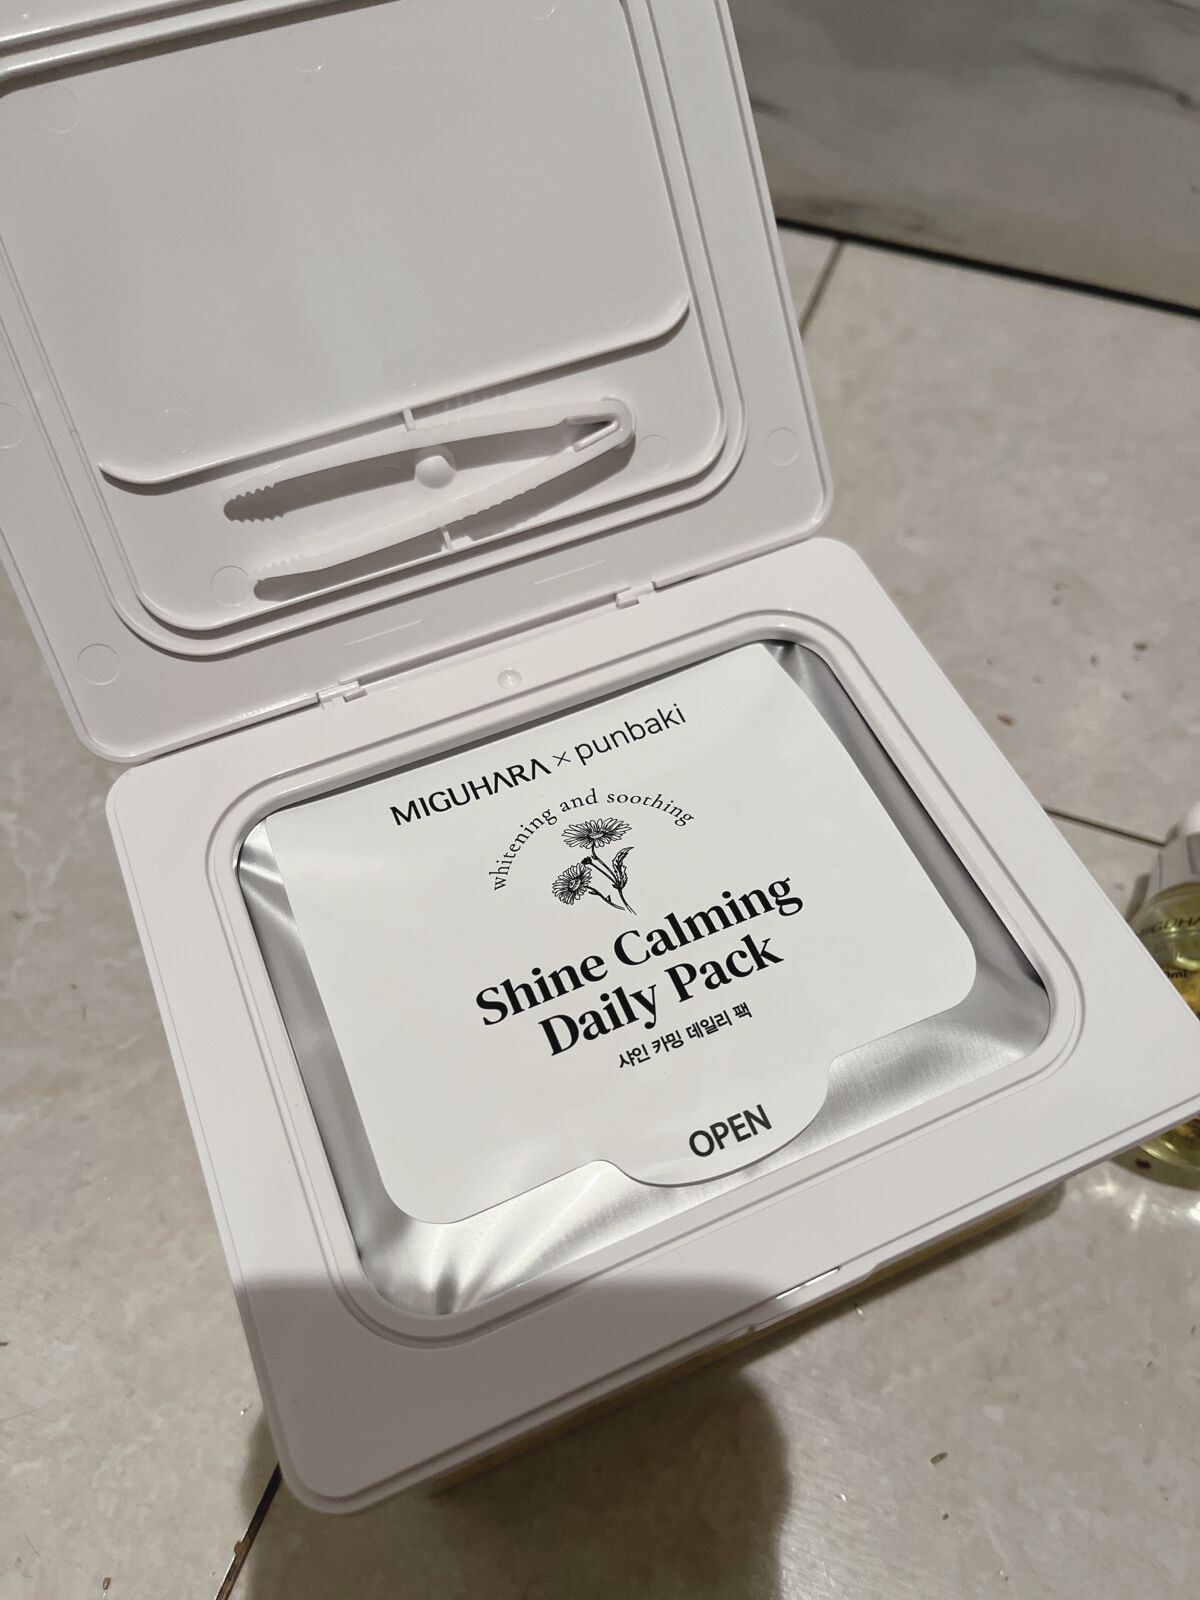 MIGUHARA × punbaki
whitening and soothing
Shine Calming
Daily Pack
샤인 카밍 데일리 팩
OPEN